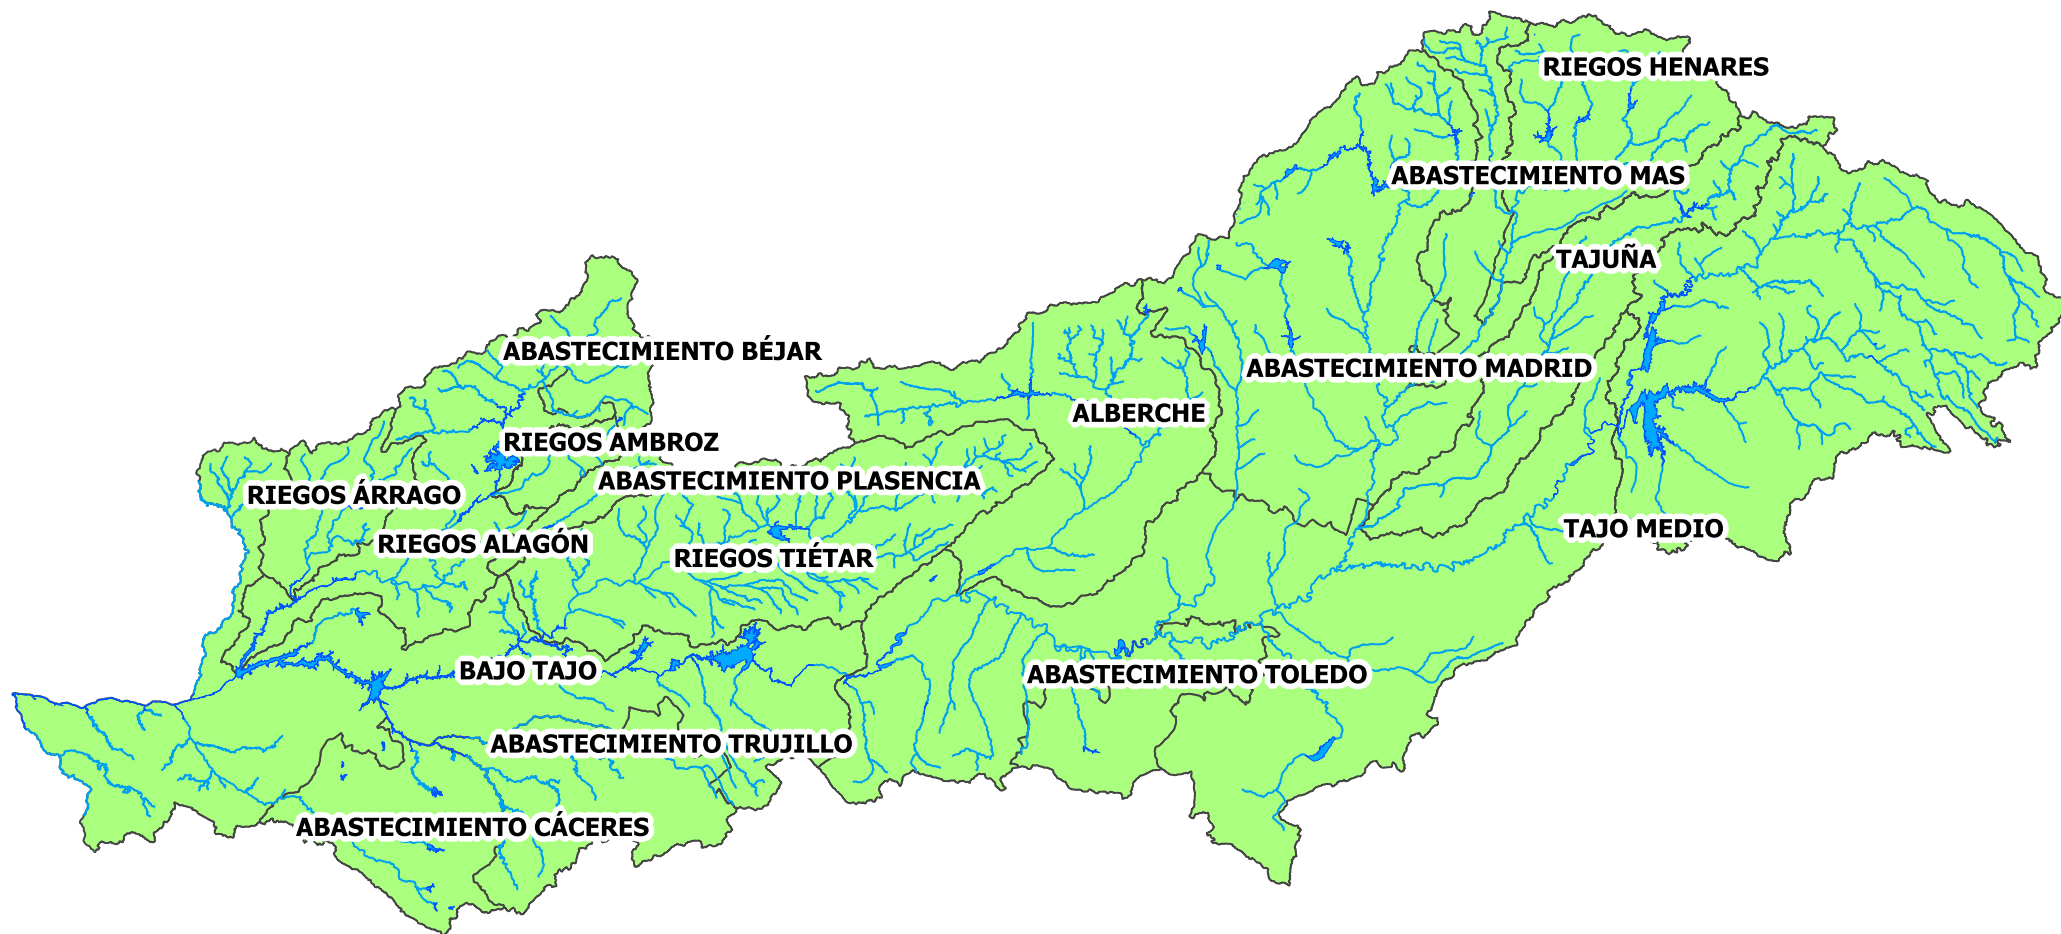 RIEGOS HENARES
ABASTECIMIENTO MAS
TAJUÑA
ABASTECIMIENTO BÉJAR
ABASTECIMIENTO MADRID
ALBERCHE
RIEGOS AMBROZ
ABASTECIMIENTO PLASENCIA
RIEGOS ÁRRAGO
TAJO MEDIO
RIEGOS ALAGÓN
RIEGOS TIÉTAR
BAJO TAJO
ABASTECIMIENTO TOLEDO
ABASTECIMIENTO TRUJILLO
ABASTECIMIENTO CÁCERES